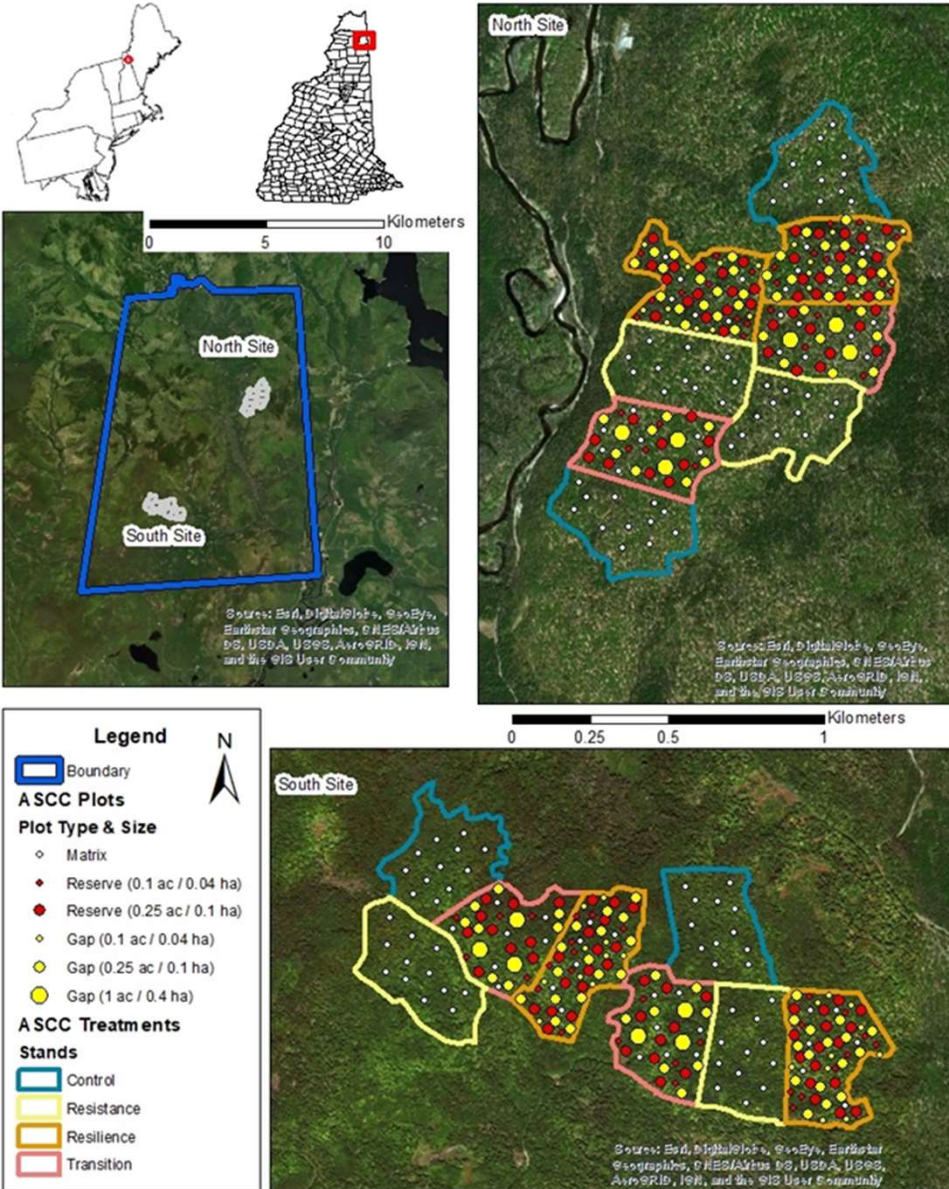 Kilometers
0 5 10
North Site
South Site
Source: Esri, DigitalGlobe, GeoEye,
Earthstar Geographics, CNES/Airbus
DS, USDA, USGS, AeroGRID, IGN,
and the GIS User Community
North Site
Source: Esri, DigitalGlobe, GeoEye,
Earthstar Geographics, CNES/Airbus
DS, USDA, USGS, AeroGRID, IGN,
and the GIS User Community
Kilometers
0 0.25 0.5 1
Legend
N
Boundary
ASCC Plots
Plot Type & Size
Matrix
Reserve (0.1 ac / 0.04 ha)
Reserve (0.25 ac / 0.1 ha)
Gap (0.1 ac / 0.04 ha)
Gap (0.25 ac / 0.1 ha)
Gap (1 ac / 0.4 ha)
ASCC Treatments
Stands
Control
Resistance
Resilience
Transition
South Site
Source: Esri, DigitalGlobe, GeoEye, Earthstar
Geographics, CNES/Airbus DS, USDA, USGS,
AeroGRID, IGN, and the GIS User Community